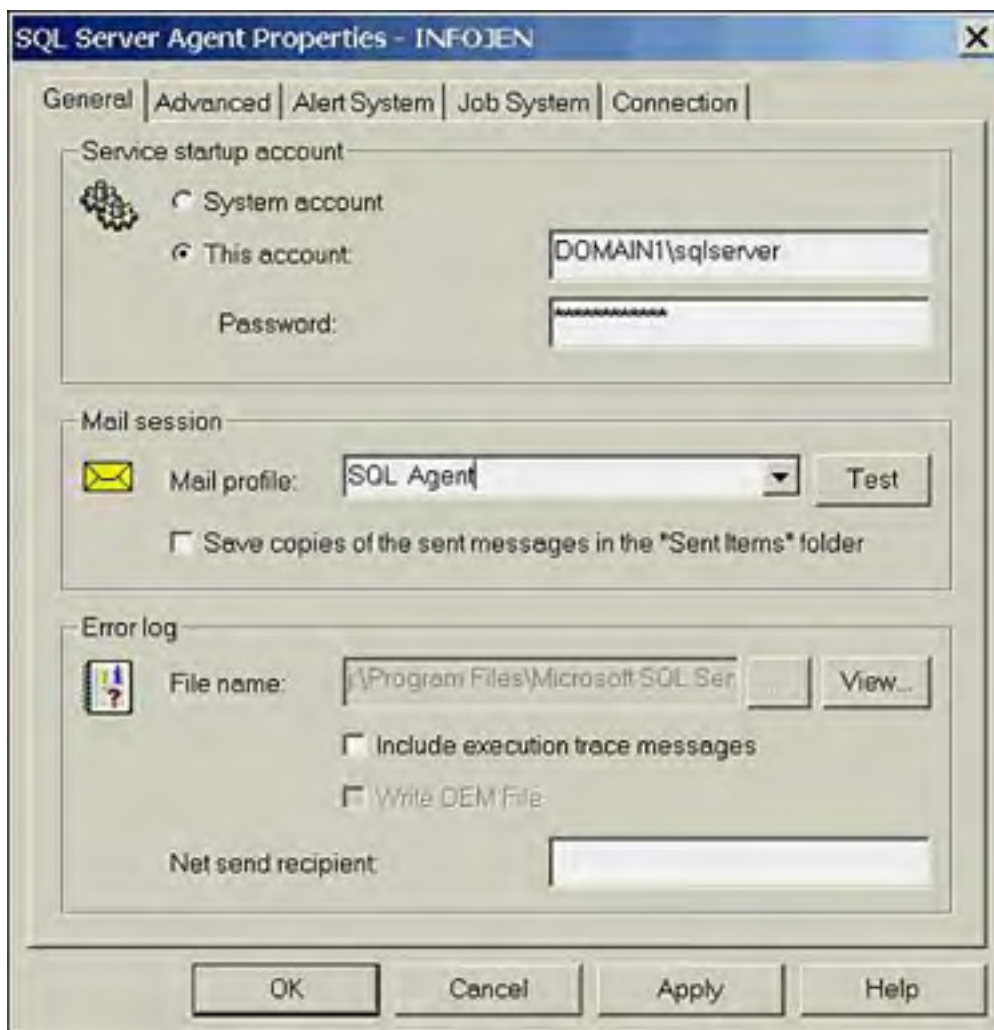 SQL Server Agent Properties - INFOJEN
General Advanced Alert System Job System Connection
Service startup account
System account
This account: DOMAIN1\sqlserver
Password: ************
Mail session
Mail profile: SQL Agent Test
Save copies of the sent messages in the "Sent Items" folder
Error log
File name: :\Program Files\Microsoft SQL Ser ... View...
Include execution trace messages
Write OEM File
Net send recipient:
OK Cancel Apply Help